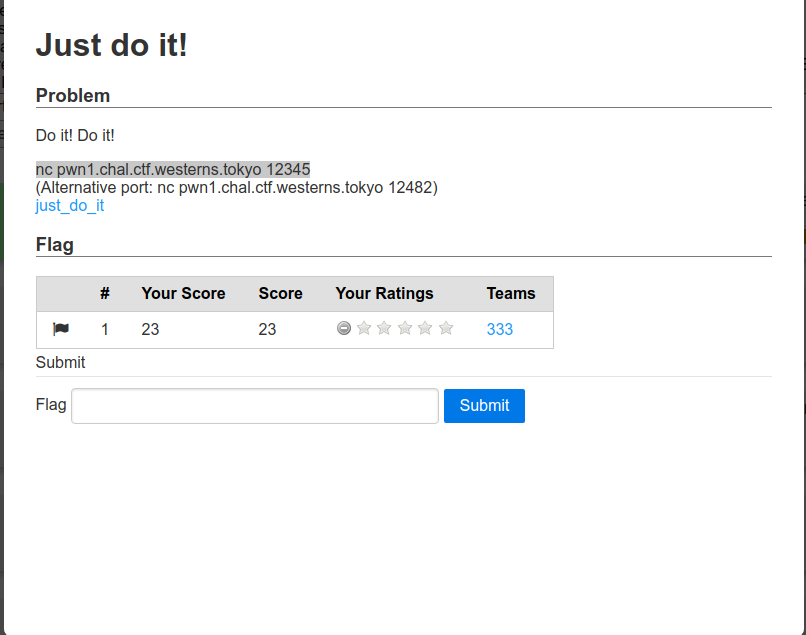 Just do it!
Problem
Do it! Do it!
nc pwn1.chal.ctf.westerns.tokyo 12345
(Alternative port: nc pwn1.chal.ctf.westerns.tokyo 12482)
just_do_it
Flag
# Your Score Score Your Ratings Teams
1 23 23 333
Submit
Flag Submit